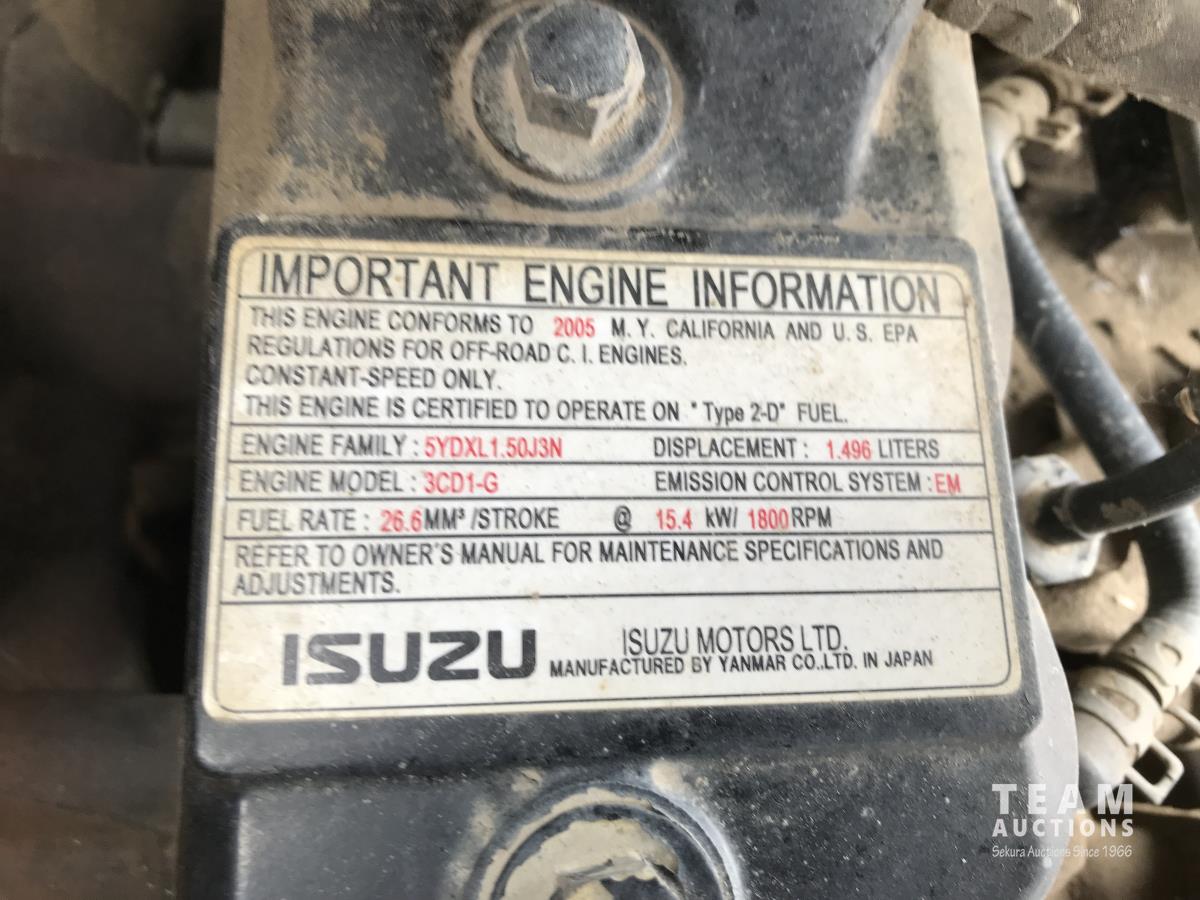 IMPORTANT ENGINE INFORMATION
THIS ENGINE CONFORMS TO 2005 M.Y. CALIFORNIA AND U.S. EPA
REGULATIONS FOR OFF-ROAD C.I. ENGINES.
CONSTANT-SPEED ONLY.
THIS ENGINE IS CERTIFIED TO OPERATE ON "Type 2-D" FUEL.
ENGINE FAMILY : 5YDXL1.50J3N DISPLACEMENT : 1.496 LITERS
ENGINE MODEL : 3CD1-G EMISSION CONTROL SYSTEM : EM
FUEL RATE : 26.6 MM³ /STROKE @ 15.4 kW/ 1800 RPM
REFER TO OWNER'S MANUAL FOR MAINTENANCE SPECIFICATIONS AND
ADJUSTMENTS.
ISUZU ISUZU MOTORS LTD.
MANUFACTURED BY YANMAR CO.,LTD. IN JAPAN
TEAM
AUCTIONS
Sekura Auctions Since 1966